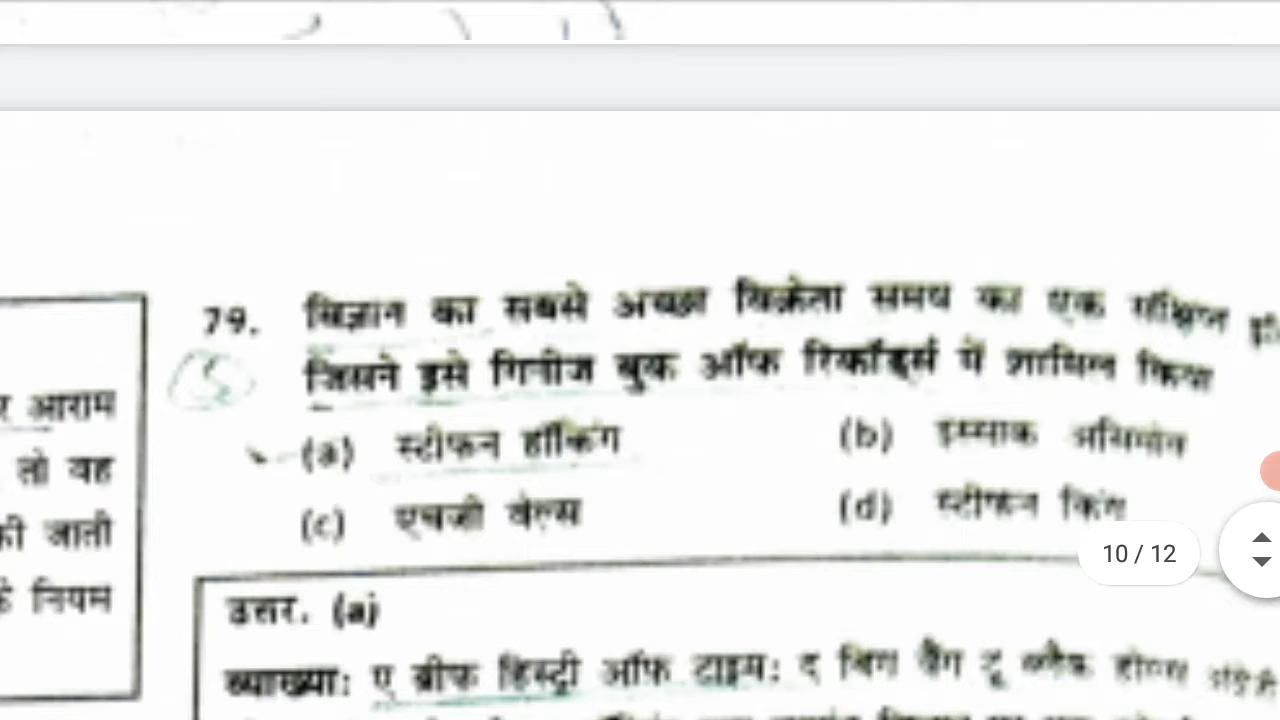 79. विज्ञान का सबसे अच्छा विक्रेता समय का एक संक्षिप्त
जिसने इसे गिनीज बुक ऑफ रिकॉर्ड्स में शामिल किया
(a) स्टीफन हॉकिंग (b) इस्साक असिमोव
(c) एचजी वेल्स (d) स्टीफन किंग
उत्तर. (a)
व्याख्या: ए ब्रीफ हिस्ट्री ऑफ टाइम: द बिग बैंग टू ब्लैक होल्स
र आराम
तो वह
की जाती
के नियम
10 / 12